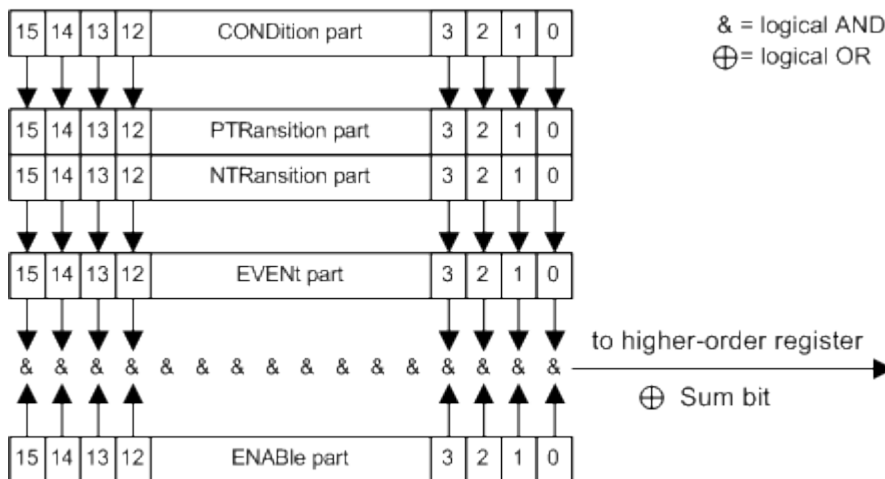 15 14 13 12 CONDition part 3 2 1 0
& = logical AND
⊕ = logical OR
15 14 13 12 PTRansition part 3 2 1 0
15 14 13 12 NTRansition part 3 2 1 0
15 14 13 12 EVENt part 3 2 1 0
to higher-order register
& & & & & & & & & & & & & & & &
⊕ Sum bit
15 14 13 12 ENABle part 3 2 1 0